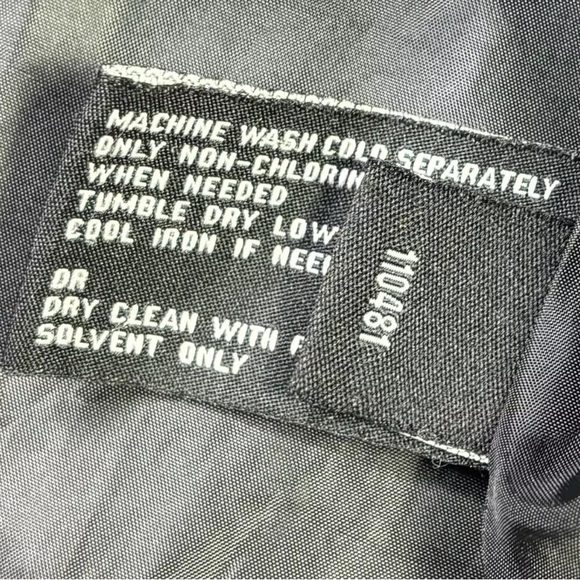 MACHINE WASH COLD SEPARATELY
ONLY NON-CHLORIN
WHEN NEEDED
TUMBLE DRY LOW
COOL IRON IF NEE
OR
DRY CLEAN WITH
SOLVENT ONLY
110481